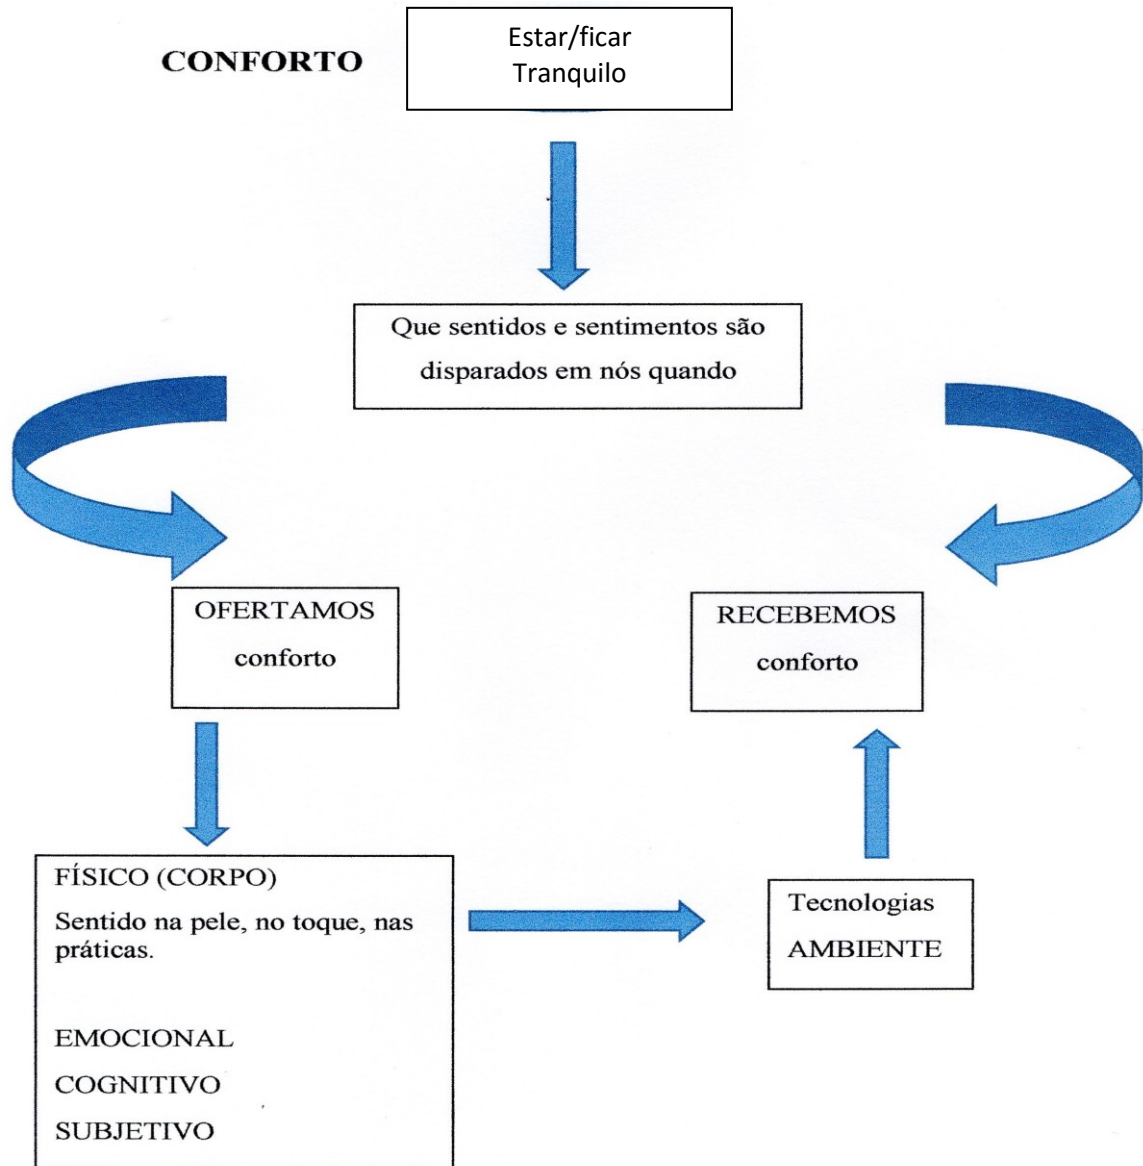 CONFORTO
Estar/ficar
Tranquilo
Que sentidos e sentimentos são
disparados em nós quando
OFERTAMOS
conforto
RECEBEMOS
conforto
FÍSICO (CORPO)
Sentido na pele, no toque, nas
práticas.
EMOCIONAL
COGNITIVO
SUBJETIVO
Tecnologias
AMBIENTE